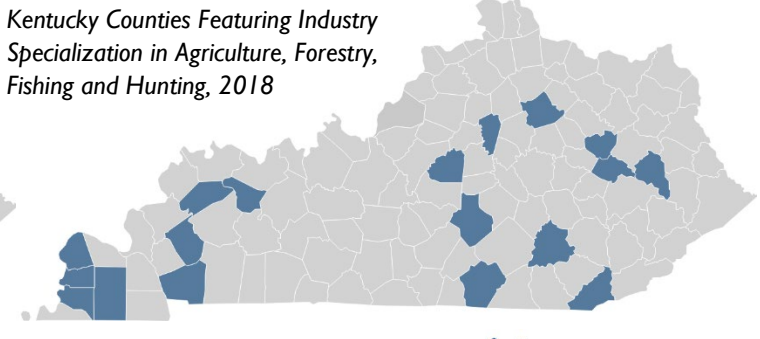 Kentucky Counties Featuring Industry
Specialization in Agriculture, Forestry,
Fishing and Hunting, 2018